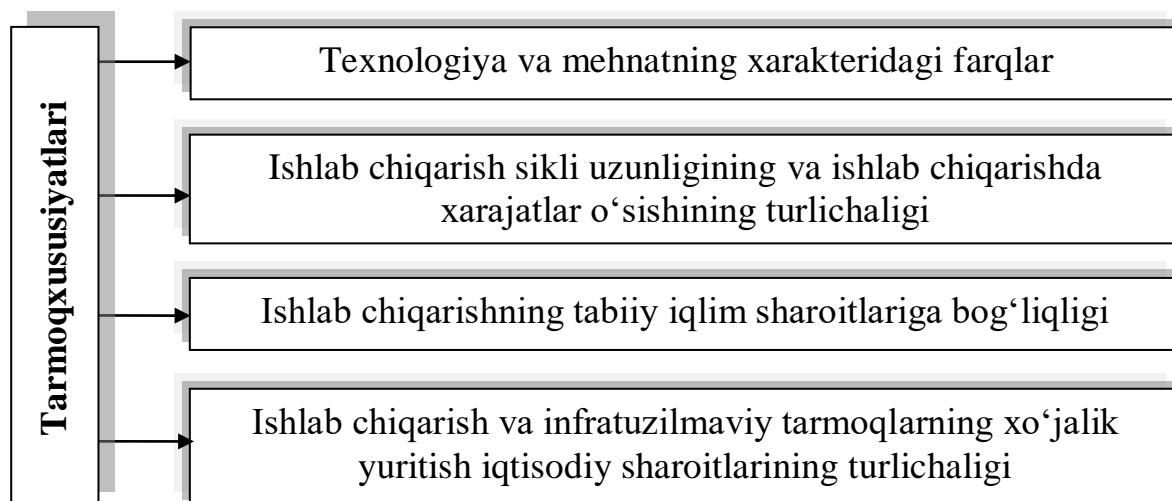 Tarmoqxususiyatlari
Texnologiya va mehnatning xarakteridagi farqlar
Ishlab chiqarish sikli uzunligining va ishlab chiqarishda
xarajatlar o‘sishining turlichaligi
Ishlab chiqarishning tabiiy iqlim sharoitlariga bog‘liqligi
Ishlab chiqarish va infratuzilmaviy tarmoqlarning xo‘jalik
yuritish iqtisodiy sharoitlarining turlichaligi